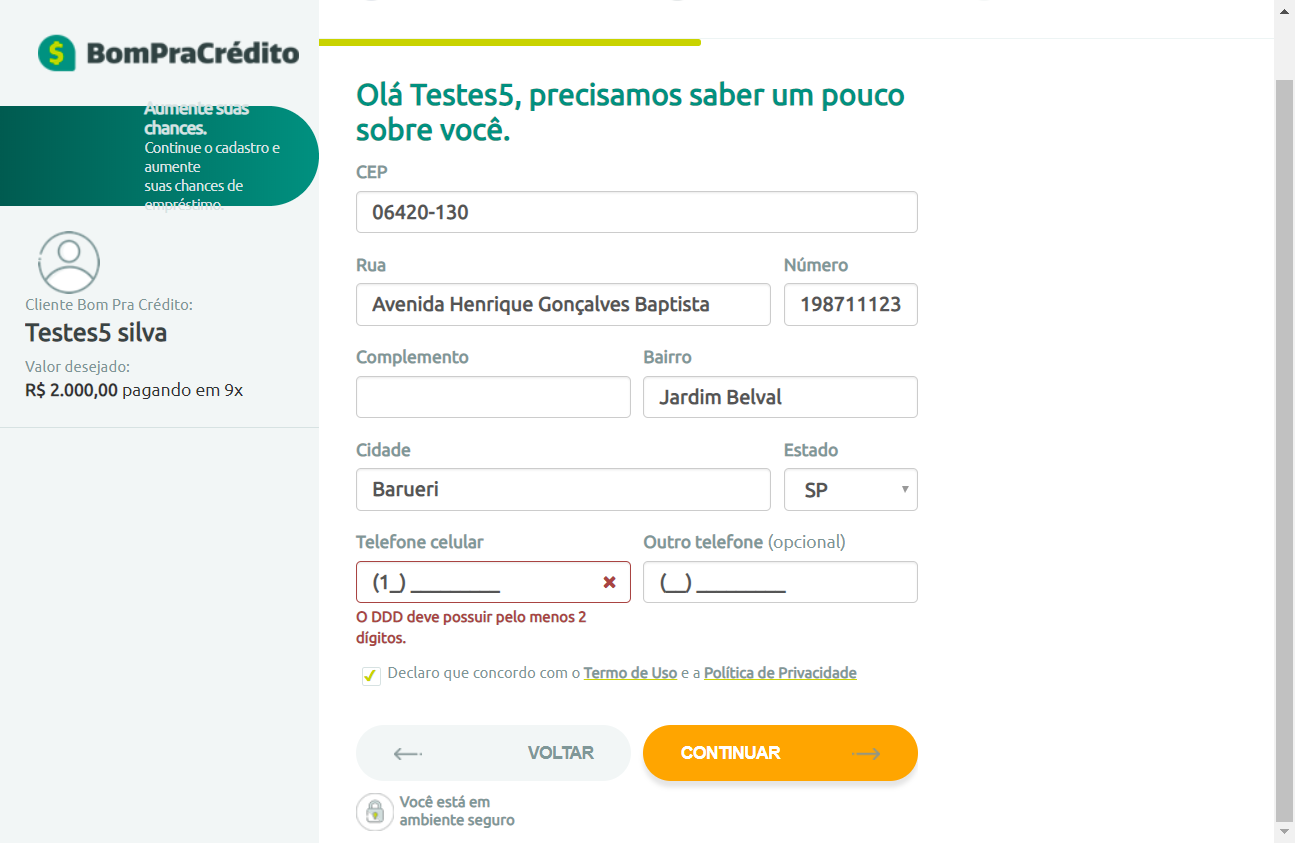 BomPraCrédito
Aumente suas
chances.
Continue o cadastro e
aumente
suas chances de
empréstimo.
Cliente Bom Pra Crédito:
Testes5 silva
Valor desejado:
R$ 2.000,00 pagando em 9x
Olá Testes5, precisamos saber um pouco
sobre você.
CEP
06420-130
Rua
Número
Avenida Henrique Gonçalves Baptista
198711123
Complemento
Bairro
Jardim Belval
Cidade
Estado
Barueri
SP
Telefone celular
Outro telefone (opcional)
(1_) _________
(__) _________
O DDD deve possuir pelo menos 2
dígitos.
Declaro que concordo com o Termo de Uso e a Política de Privacidade
VOLTAR
CONTINUAR
Você está em
ambiente seguro